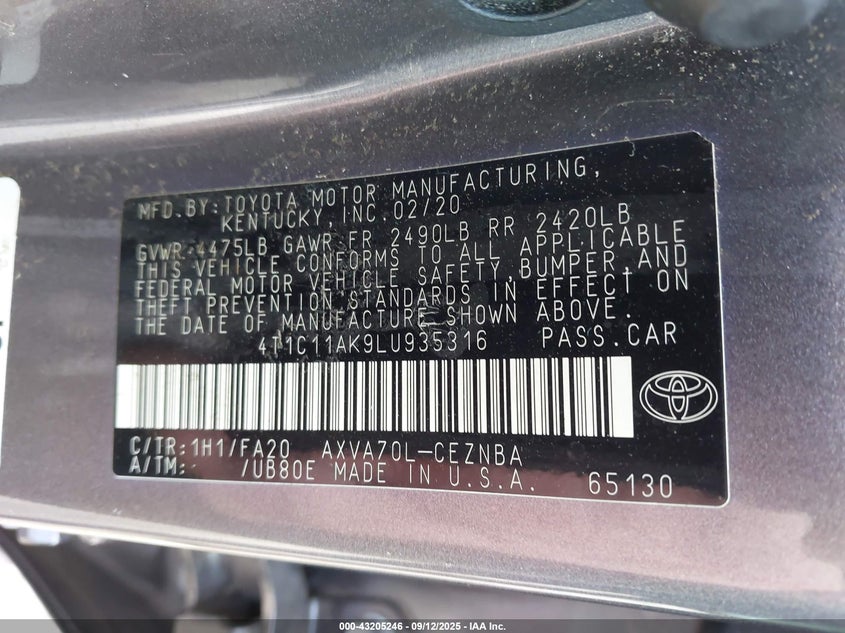 MFD.BY:TOYOTA MOTOR MANUFACTURING,
KENTUCKY,INC.02/20
GVWR 4475LB GAWR FR 2490LB RR 2420LB
THIS VEHICLE CONFORMS TO ALL APPLICABLE
FEDERAL MOTOR VEHICLE SAFETY,BUMPER,AND
THEFT PREVENTION STANDARDS IN EFFECT ON
THE DATE OF MANUFACTURE SHOWN ABOVE.
4T1C11AK9LU935316 PASS.CAR
C/TR:1H1/FA20 AXVA70L-CEZNBA
A/TM: /UB80E MADE IN U.S.A. 65130
000-43205246 - 09/12/2025 - IAA Inc.